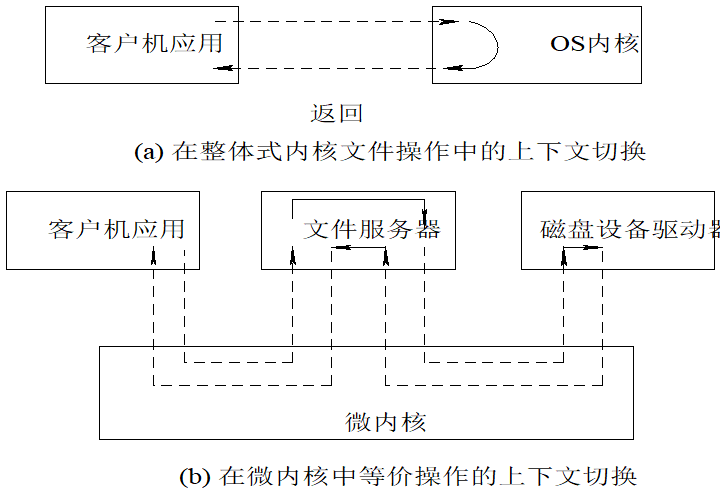 客户机应用
OS内核
返回
(a) 在整体式内核文件操作中的上下文切换
客户机应用
文件服务器
磁盘设备驱动器
微内核
(b) 在微内核中等价操作的上下文切换